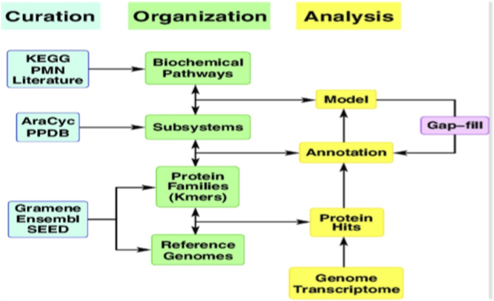 Curation
Organization
Analysis
KEGG
PMN
Literature
Biochemical
Pathways
Model
AraCyc
PPDB
Subsystems
Gap-fill
Annotation
Protein
Families
(Kmers)
Gramene
Ensembl
SEED
Protein
Hits
Reference
Genomes
Genome
Transcriptome